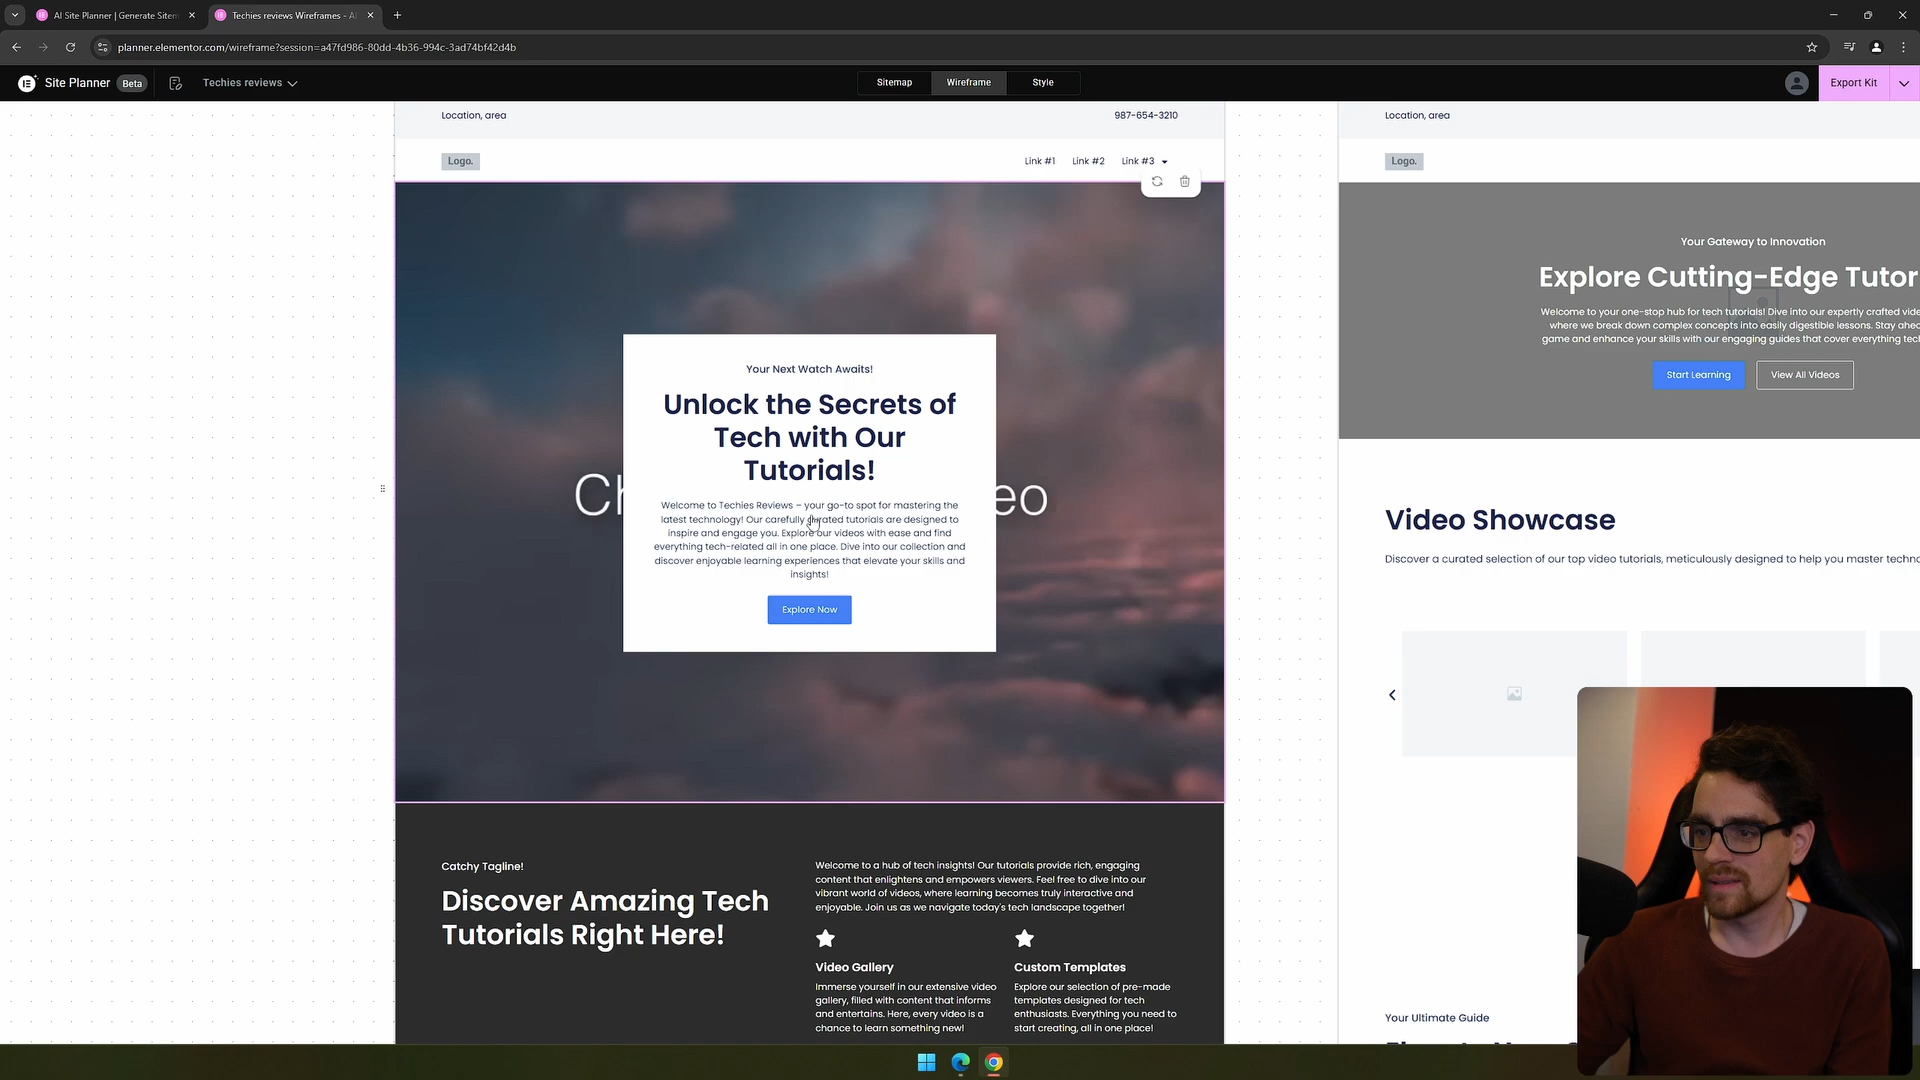 AI Site Planner | Generate Sitem
Techies reviews Wireframes - A
planner.elementor.com/wireframe?session=a47fd986-80dd-4b36-994c-3ad74bf42d4b
Site Planner
Beta
Techies reviews
Sitemap
Wireframe
Style
Export Kit
Location, area
987-654-3210
Logo.
Link #1
Link #2
Link #3
Your Next Watch Awaits!
Unlock the Secrets of
Tech with Our
Tutorials!
Welcome to Techies Reviews – your go-to spot for mastering the
latest technology! Our carefully curated tutorials are designed to
inspire and engage you. Explore our videos with ease and find
everything tech-related all in one place. Dive into our collection and
discover enjoyable learning experiences that elevate your skills and
insights!
Explore Now
Catchy Tagline!
Discover Amazing Tech
Tutorials Right Here!
Welcome to a hub of tech insights! Our tutorials provide rich, engaging
content that enlightens and empowers viewers. Feel free to dive into our
vibrant world of videos, where learning becomes truly interactive and
enjoyable. Join us as we navigate today's tech landscape together!
Video Gallery
Immerse yourself in our extensive video
gallery, filled with content that informs
and entertains. Here, every video is a
chance to learn something new!
Custom Templates
Explore our selection of pre-made
templates designed for tech
enthusiasts. Everything you need to
start creating, all in one place!
Location, area
Logo.
Your Gateway to Innovation
Explore Cutting-Edge Tutor
Welcome to your one-stop hub for tech tutorials! Dive into our expertly crafted vide
where we break down complex concepts into easily digestible lessons. Stay ahea
game and enhance your skills with our engaging guides that cover everything tec
Start Learning
View All Videos
Video Showcase
Discover a curated selection of our top video tutorials, meticulously designed to help you master techno
Your Ultimate Guide